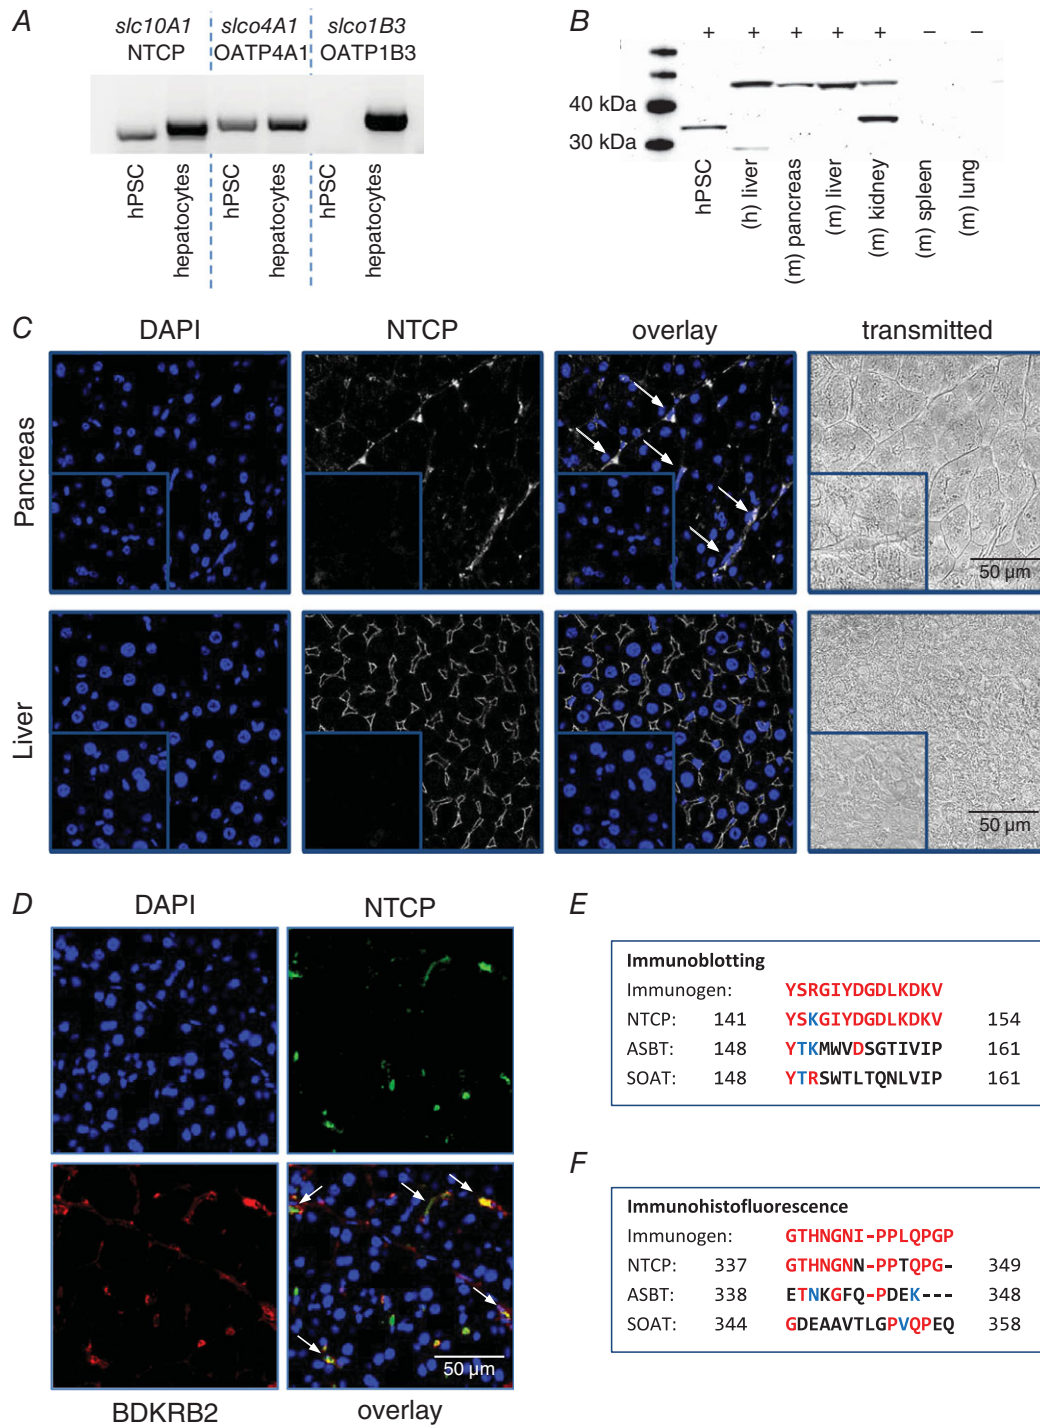 A
slc10A1 slco4A1 slco1B3
NTCP OATP4A1 OATP1B3
hPSC hepatocytes hPSC hepatocytes hPSC hepatocytes
B
+ + + + + – –
40 kDa
30 kDa
hPSC (h) liver (m) pancreas (m) liver (m) kidney (m) spleen (m) lung
C
DAPI NTCP overlay transmitted
Pancreas
50 µm
Liver
50 µm
D
DAPI NTCP
50 µm
BDKRB2 overlay
E
Immunoblotting
Immunogen: YSRGIYDGDLKDKV
NTCP: 141 YSKGIYDGDLKDKV 154
ASBT: 148 YTKMWVDSGTIVIP 161
SOAT: 148 YTRSWTLTQNLVIP 161
F
Immunohistofluorescence
Immunogen: GTHNGNI-PPLQPGP
NTCP: 337 GTHNGNN-PPTQPG- 349
ASBT: 338 ETNKGFQ-PDEK--- 348
SOAT: 344 GDEAAVTLGPVQPEQ 358